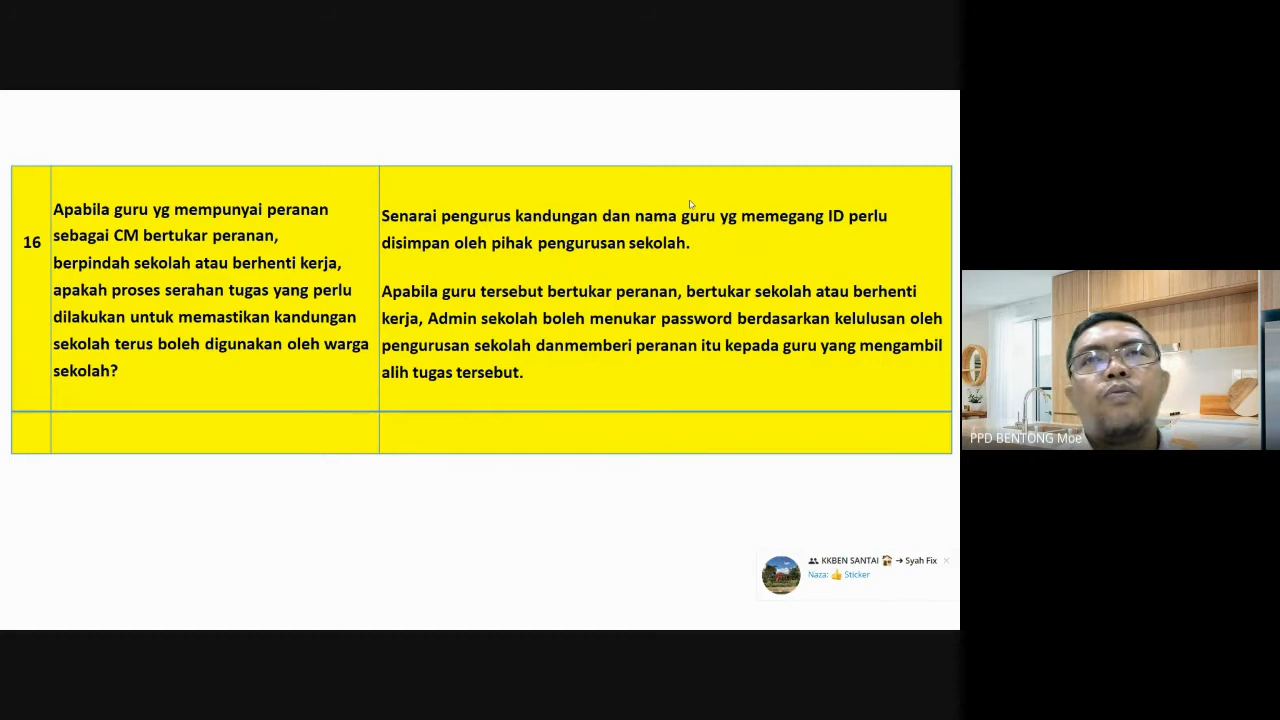 16
Apabila guru yg mempunyai peranan
sebagai CM bertukar peranan,
berpindah sekolah atau berhenti kerja,
apakah proses serahan tugas yang perlu
dilakukan untuk memastikan kandungan
sekolah terus boleh digunakan oleh warga
sekolah?
Senarai pengurus kandungan dan nama guru yg memegang ID perlu
disimpan oleh pihak pengurusan sekolah.
Apabila guru tersebut bertukar peranan, bertukar sekolah atau berhenti
kerja, Admin sekolah boleh menukar password berdasarkan kelulusan oleh
pengurusan sekolah danmemberi peranan itu kepada guru yang mengambil
alih tugas tersebut.
PPD BENTONG Moe
KKBEN SANTAI 🏠 → Syah Fix
Naza: 👍 Sticker